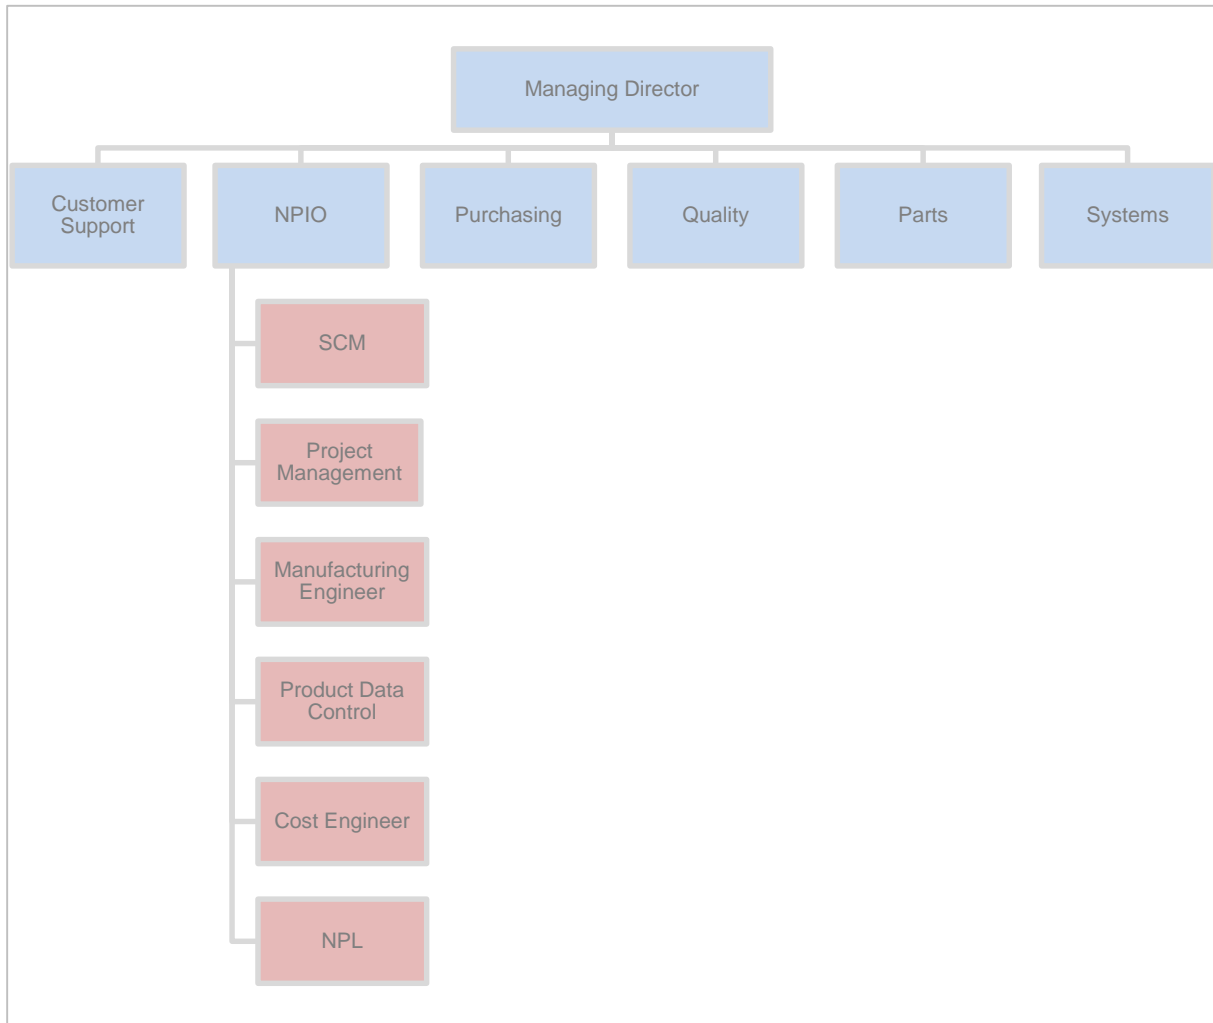 Managing Director
Customer
Support
NPIO
Purchasing
Quality
Parts
Systems
SCM
Project
Management
Manufacturing
Engineer
Product Data
Control
Cost Engineer
NPL